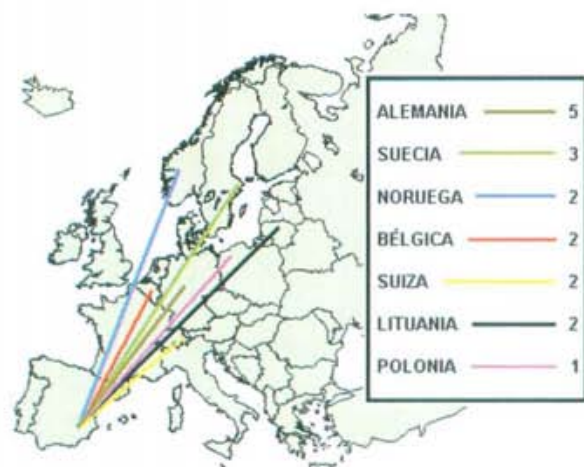 ALEMANIA 5
SUECIA 3
NORUEGA 2
BÉLGICA 2
SUIZA 2
LITUANIA 2
POLONIA 1